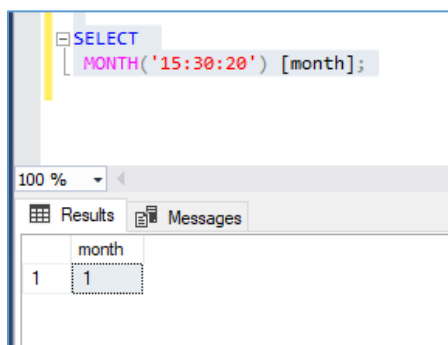 SELECT
MONTH('15:30:20') [month];
100 %
Results Messages
month
1 1